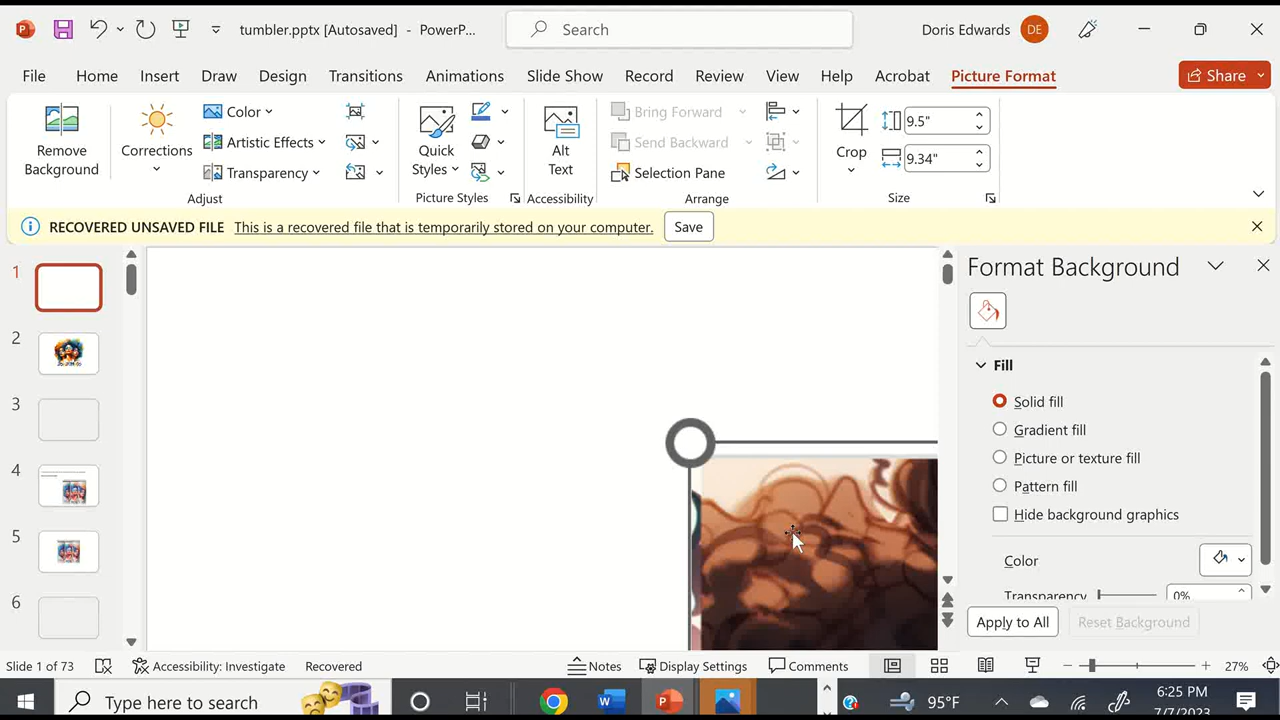 tumbler.pptx [Autosaved] - PowerP...
Search
Doris Edwards DE
File Home Insert Draw Design Transitions Animations Slide Show Record Review View Help Acrobat Picture Format Share
Remove Background
Corrections
Color
Artistic Effects
Transparency
Adjust
Quick Styles
Picture Styles
Alt Text
Accessibility
Bring Forward
Send Backward
Selection Pane
Arrange
Crop
9.5"
9.34"
Size
RECOVERED UNSAVED FILE This is a recovered file that is temporarily stored on your computer. Save
1
2
3
4
5
6
Format Background
Fill
Solid fill
Gradient fill
Picture or texture fill
Pattern fill
Hide background graphics
Color
Transparency 0%
Apply to All Reset Background
Slide 1 of 73 Accessibility: Investigate Recovered Notes Display Settings Comments 27%
Type here to search 95°F 6:25 PM
7/7/2023